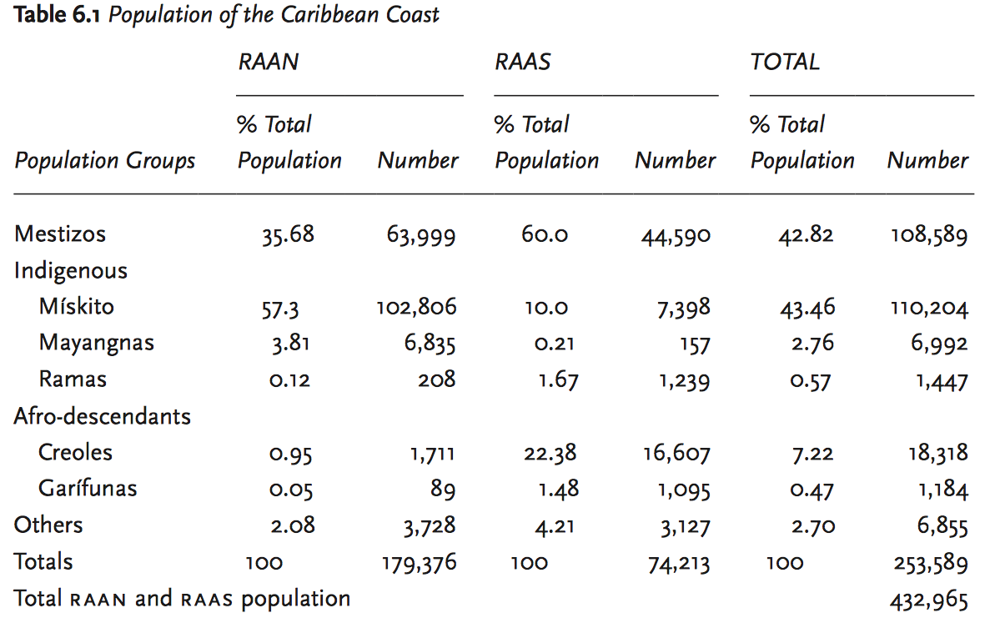 Table 6.1 Population of the Caribbean Coast
RAAN RAAS TOTAL
% Total % Total % Total
Population Groups Population Number Population Number Population Number
Mestizos 35.68 63,999 60.0 44,590 42.82 108,589
Indigenous
Mískito 57.3 102,806 10.0 7,398 43.46 110,204
Mayangnas 3.81 6,835 0.21 157 2.76 6,992
Ramas 0.12 208 1.67 1,239 0.57 1,447
Afro-descendants
Creoles 0.95 1,711 22.38 16,607 7.22 18,318
Garífunas 0.05 89 1.48 1,095 0.47 1,184
Others 2.08 3,728 4.21 3,127 2.70 6,855
Totals 100 179,376 100 74,213 100 253,589
Total RAAN and RAAS population 432,965